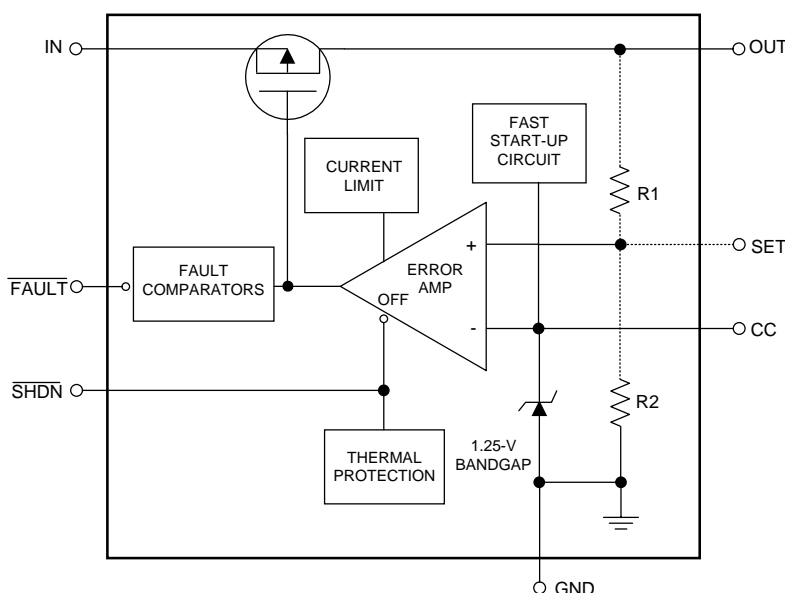 IN
OUT
FAST
START-UP
CIRCUIT
CURRENT
LIMIT
R1
+
ERROR
AMP
SET
FAULT
FAULT
COMPARATORS
OFF
-
CC
SHDN
R2
THERMAL
PROTECTION
1.25-V
BANDGAP
GND